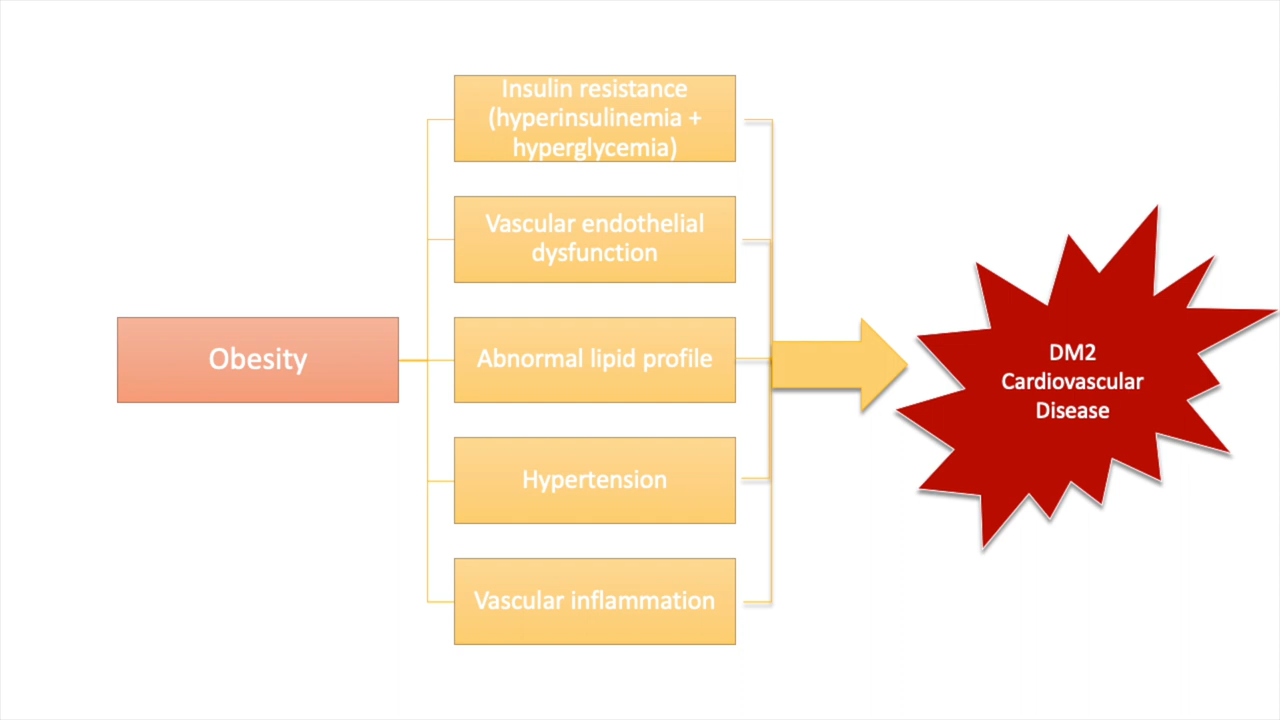 Obesity
Insulin resistance
(hyperinsulinemia +
hyperglycemia)
Vascular endothelial
dysfunction
Abnormal lipid profile
Hypertension
Vascular inflammation
DM2
Cardiovascular
Disease